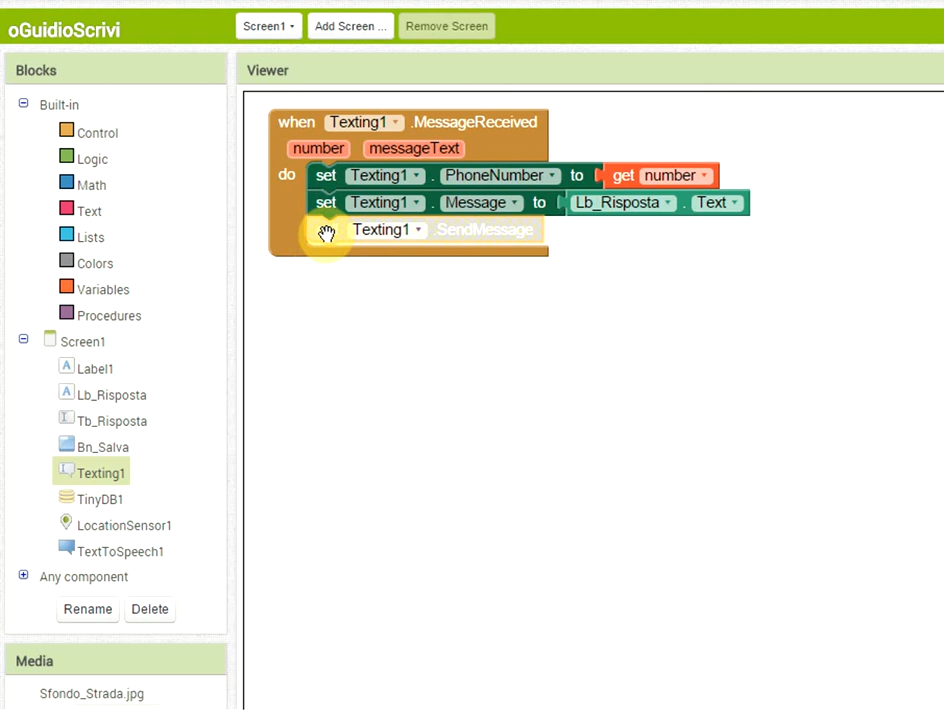 oGuidioScrivi
Screen1
Add Screen ...
Remove Screen
Blocks
Viewer
Built-in
Control
Logic
Math
Text
Lists
Colors
Variables
Procedures
Screen1
Label1
Lb_Risposta
Tb_Risposta
Bn_Salva
Texting1
TinyDB1
LocationSensor1
TextToSpeech1
Any component
Rename
Delete
Media
Sfondo_Strada.jpg
when Texting1 .MessageReceived
number messageText
do set Texting1 . PhoneNumber to get number
set Texting1 . Message to Lb_Risposta . Text
Texting1 .SendMessage